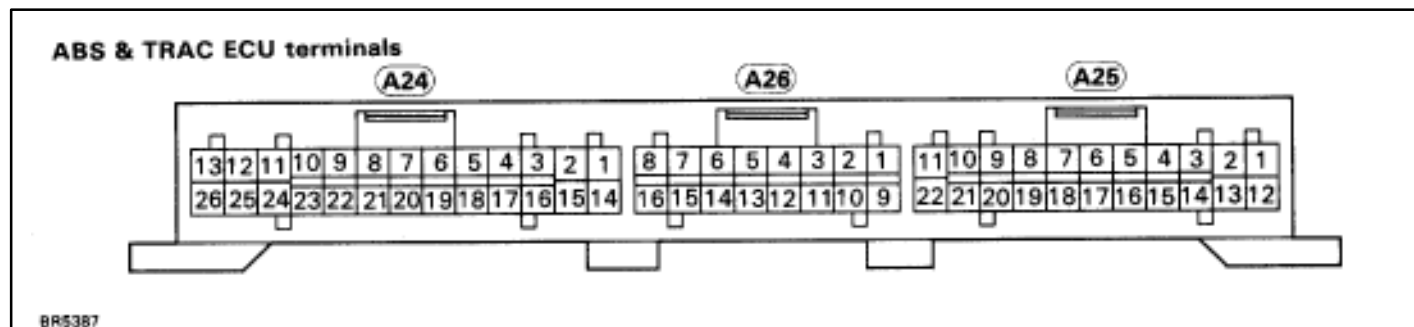 ABS & TRAC ECU terminals
A24 A26 A25
13 12 11 10 9 8 7 6 5 4 3 2 1 8 7 6 5 4 3 2 1 11 10 9 8 7 6 5 4 3 2 1
26 25 24 23 22 21 20 19 18 17 16 15 14 16 15 14 13 12 11 10 9 22 21 20 19 18 17 16 15 14 13 12
BR5387